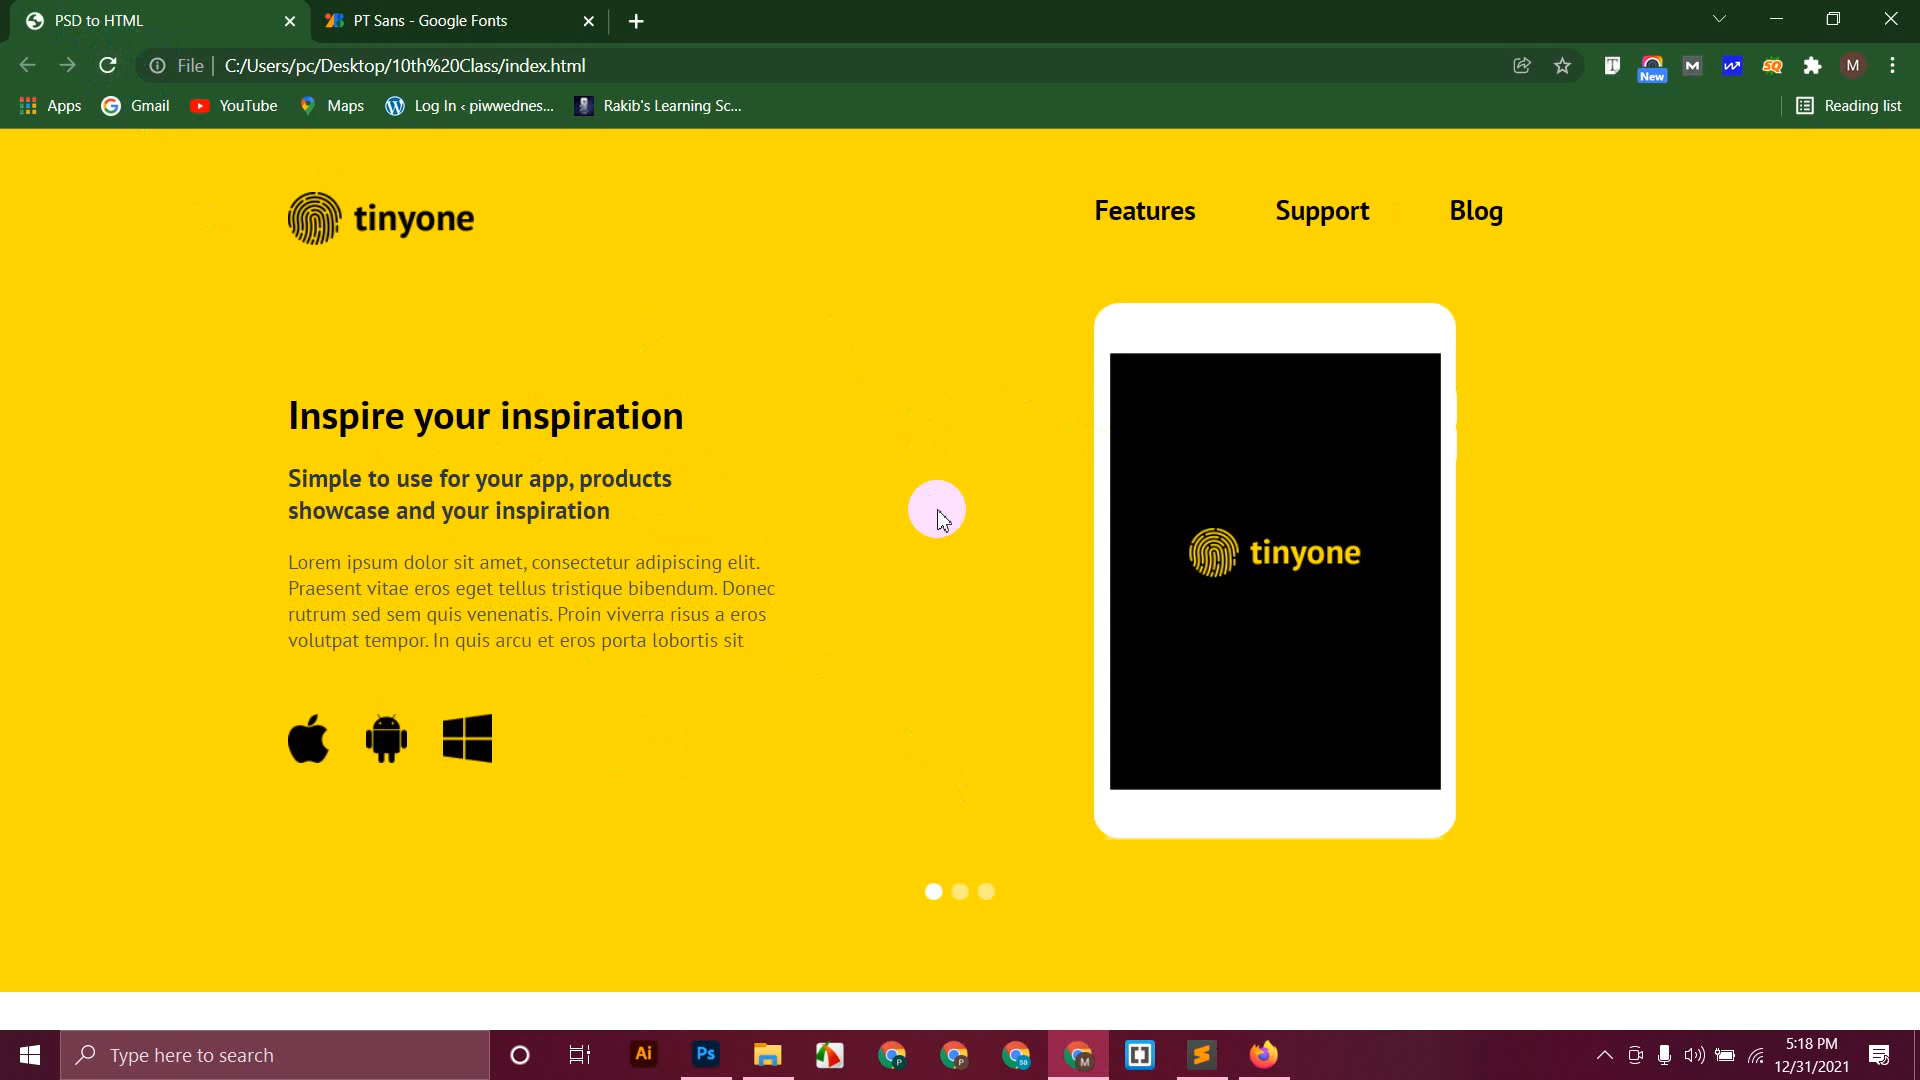 PSD to HTML
PT Sans - Google Fonts
File
C:/Users/pc/Desktop/10th%20Class/index.html
New
M
Apps
Gmail
YouTube
Maps
Log In ‹ piwwednes...
Rakib's Learning Sc...
Reading list
tinyone
Features
Support
Blog
Inspire your inspiration
Simple to use for your app, products
showcase and your inspiration
Lorem ipsum dolor sit amet, consectetur adipiscing elit.
Praesent vitae eros eget tellus tristique bibendum. Donec
rutrum sed sem quis venenatis. Proin viverra risus a eros
volutpat tempor. In quis arcu et eros porta lobortis sit
tinyone
Type here to search
Ai
Ps
5:18 PM
12/31/2021